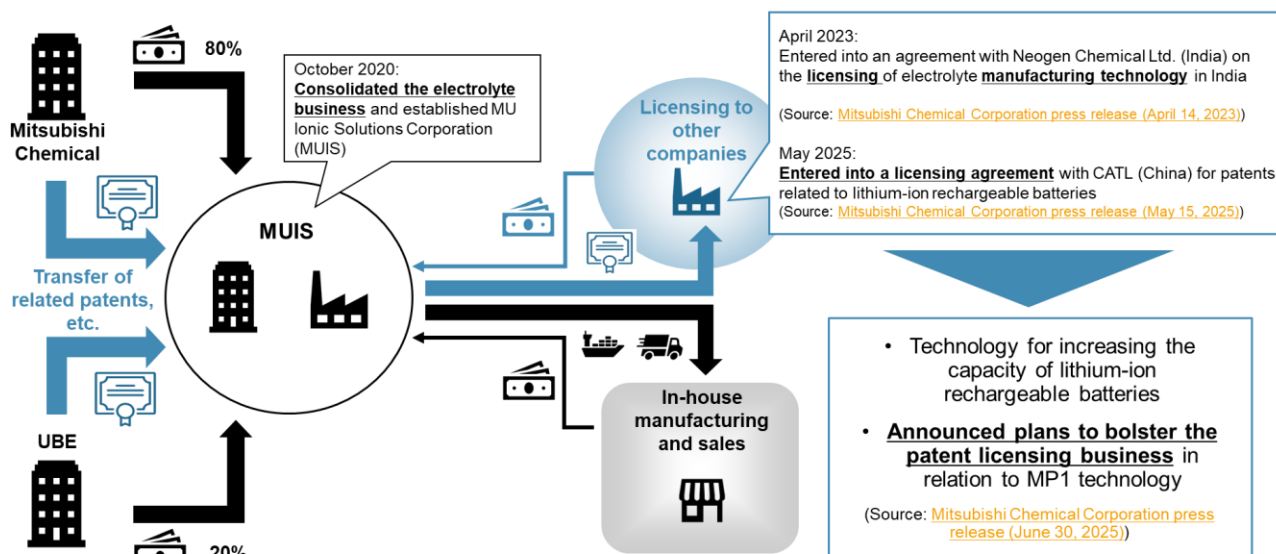 80%
Mitsubishi
Chemical
October 2020:
Consolidated the electrolyte
business and established MU
Ionic Solutions Corporation
(MUIS)
Licensing to
other
companies
April 2023:
Entered into an agreement with Neogen Chemical Ltd. (India) on
the licensing of electrolyte manufacturing technology in India
(Source: Mitsubishi Chemical Corporation press release (April 14, 2023))
May 2025:
Entered into a licensing agreement with CATL (China) for patents
related to lithium-ion rechargeable batteries
(Source: Mitsubishi Chemical Corporation press release (May 15, 2025))
MUIS
Transfer of
related patents,
etc.
UBE
20%
In-house
manufacturing
and sales
• Technology for increasing the
capacity of lithium-ion
rechargeable batteries
• Announced plans to bolster the
patent licensing business in
relation to MP1 technology
(Source: Mitsubishi Chemical Corporation press
release (June 30, 2025))